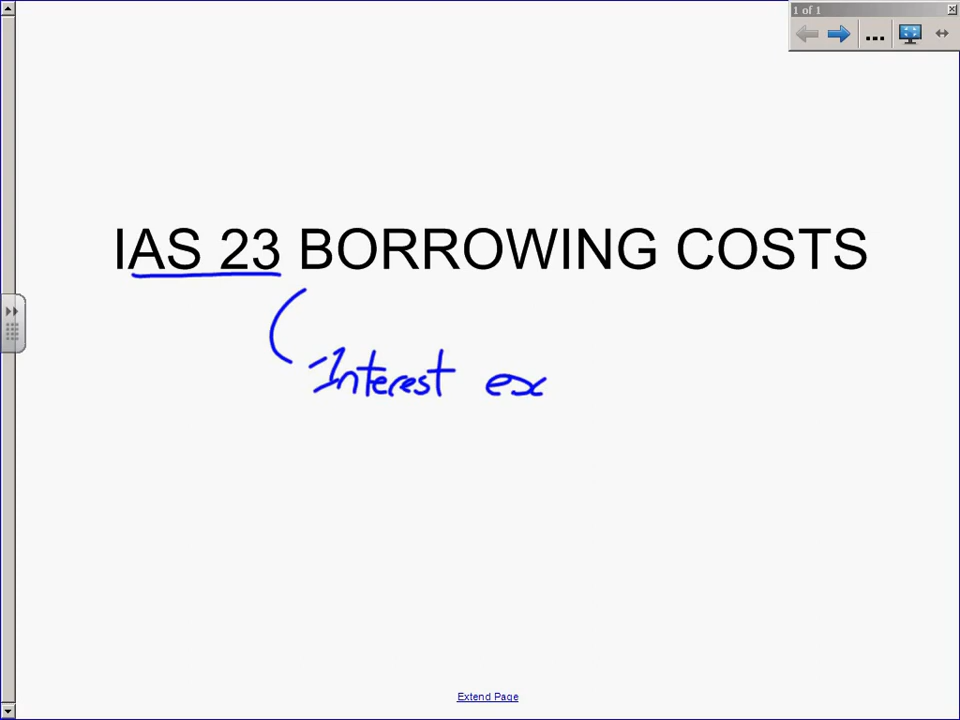 1 of 1
IAS 23 BORROWING COSTS
Interest ex
Extend Page